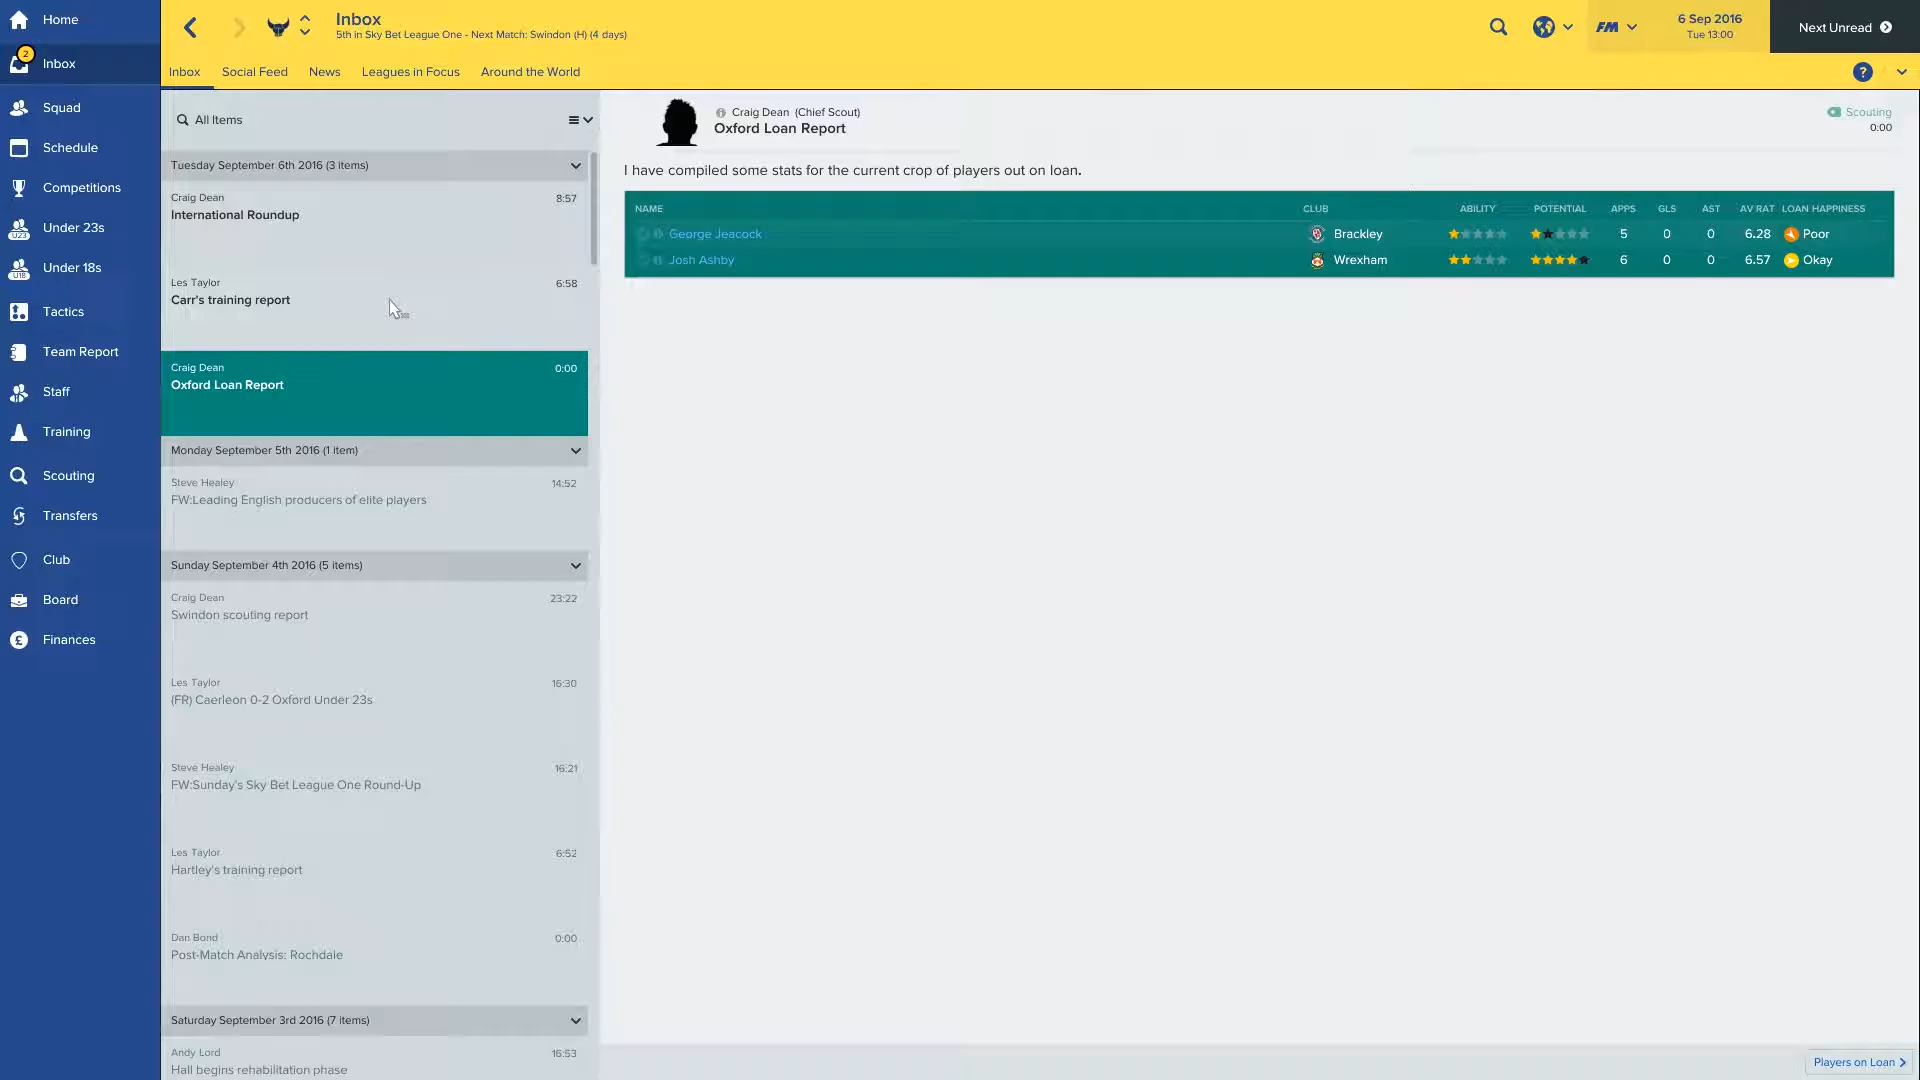 Home
2
Inbox
Squad
Schedule
Competitions
Under 23s
Under 18s
Tactics
Team Report
Staff
Training
Scouting
Transfers
Club
Board
Finances
Inbox
5th in Sky Bet League One - Next Match: Swindon (H) (4 days)
FM
6 Sep 2016
Tue 13:00
Next Unread
Inbox Social Feed News Leagues in Focus Around the World
?
All Items
Tuesday September 6th 2016 (3 items)
Craig Dean 8:57
International Roundup
Les Taylor 6:58
Carr's training report
Craig Dean 0:00
Oxford Loan Report
Monday September 5th 2016 (1 item)
Steve Healey 14:52
FW:Leading English producers of elite players
Sunday September 4th 2016 (5 items)
Craig Dean 23:22
Swindon scouting report
Les Taylor 16:30
(FR) Caerleon 0-2 Oxford Under 23s
Steve Healey 16:21
FW:Sunday's Sky Bet League One Round-Up
Les Taylor 6:52
Hartley's training report
Dan Bond 0:00
Post-Match Analysis: Rochdale
Saturday September 3rd 2016 (7 items)
Andy Lord 16:53
Hall begins rehabilitation phase
Craig Dean (Chief Scout)
Oxford Loan Report
Scouting
0:00
I have compiled some stats for the current crop of players out on loan.
NAME CLUB ABILITY POTENTIAL APPS GLS AST AV RAT LOAN HAPPINESS
George Jeacock Brackley 5 0 0 6.28 Poor
Josh Ashby Wrexham 6 0 0 6.57 Okay
Players on Loan